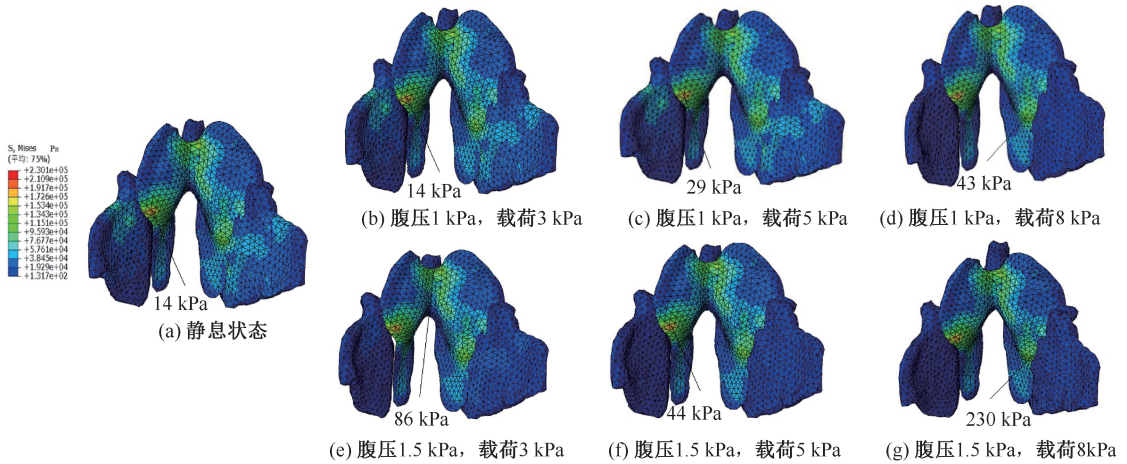 S, Mises Pa
(平均: 75%)
+2.301e+05
+2.109e+05
+1.917e+05
+1.726e+05
+1.534e+05
+1.343e+05
+1.151e+05
+9.593e+04
+7.677e+04
+5.761e+04
+3.845e+04
+1.929e+04
+1.317e+02
14 kPa
(a) 静息状态
14 kPa
(b) 腹压1 kPa，载荷3 kPa
29 kPa
(c) 腹压1 kPa，载荷5 kPa
43 kPa
(d) 腹压1 kPa，载荷8 kPa
86 kPa
(e) 腹压1.5 kPa，载荷3 kPa
44 kPa
(f) 腹压1.5 kPa，载荷5 kPa
230 kPa
(g) 腹压1.5 kPa，载荷8kPa